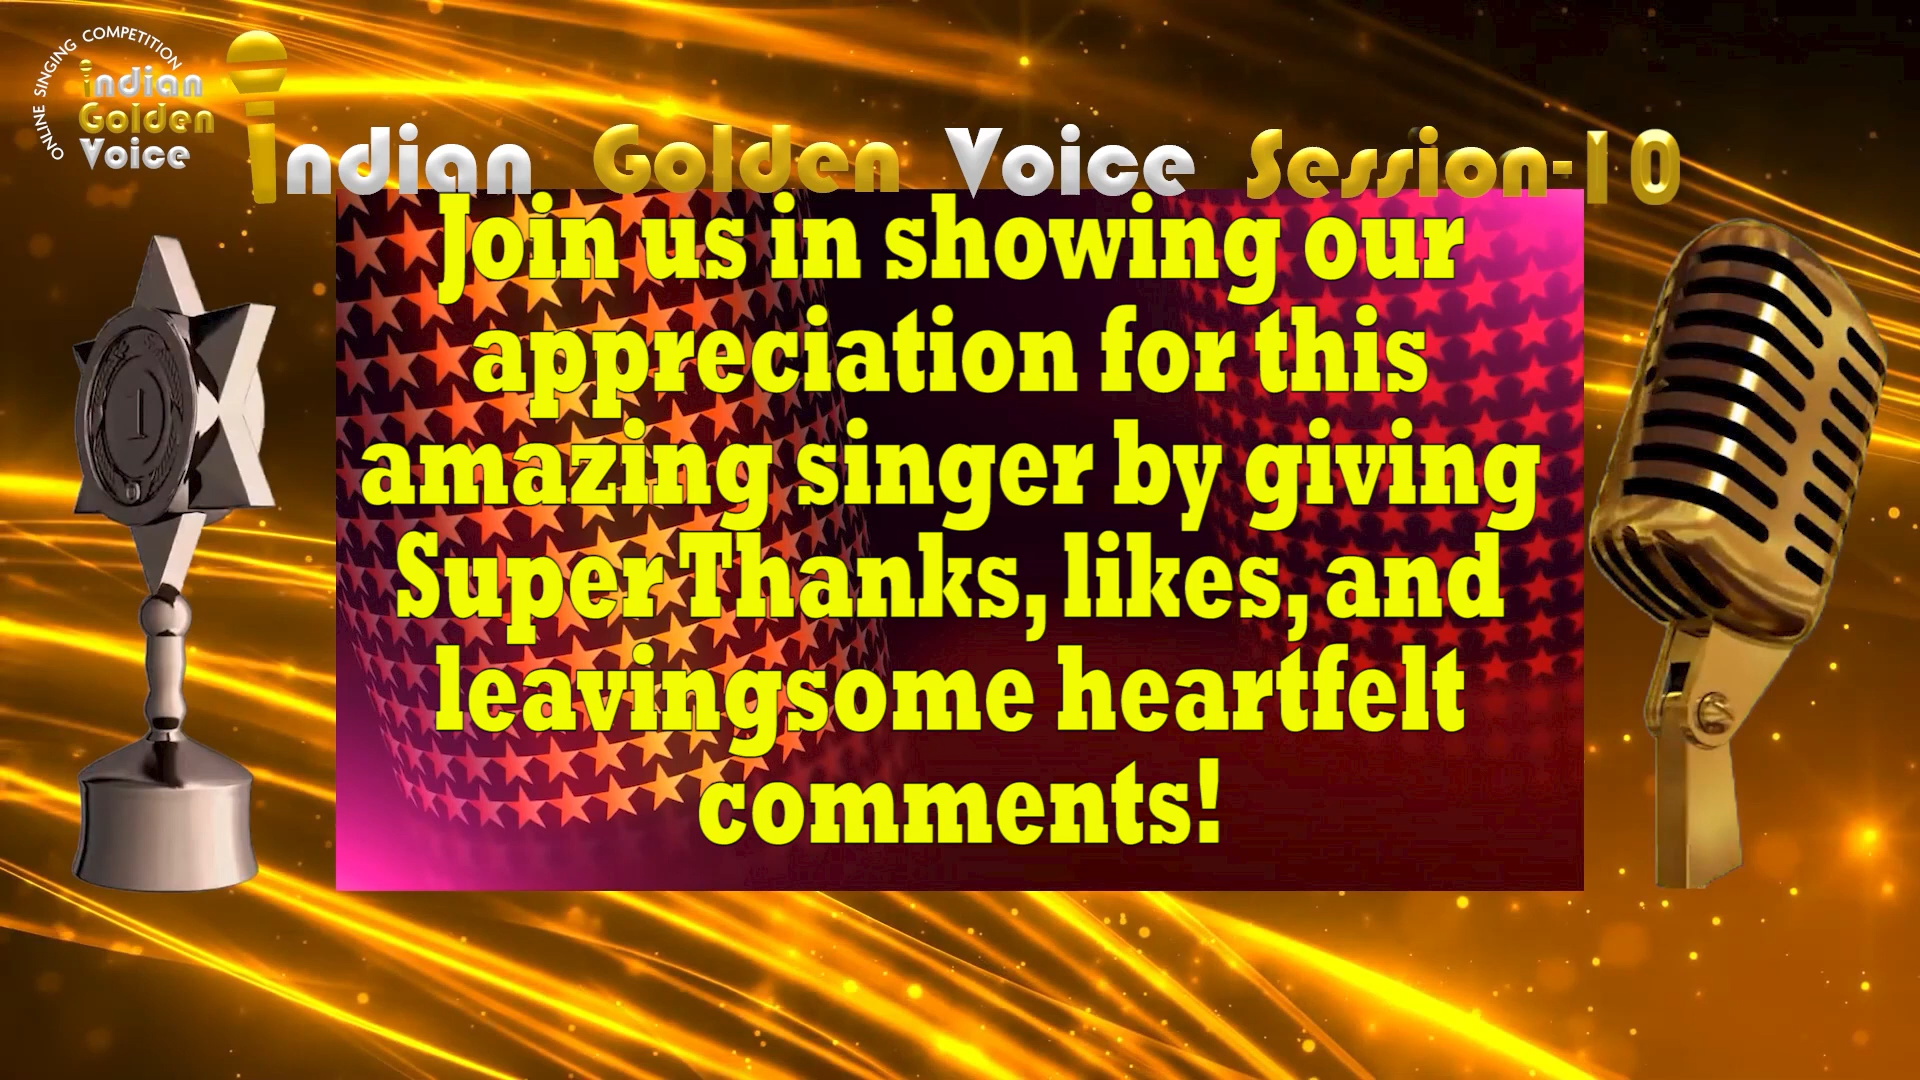 ONLINE SINGING COMPETITION
indian
Golden
Voice
indian Golden Voice Session-10
Join us in showing our
appreciation for this
amazing singer by giving
Super Thanks, likes, and
leavingsome heartfelt
comments!
1